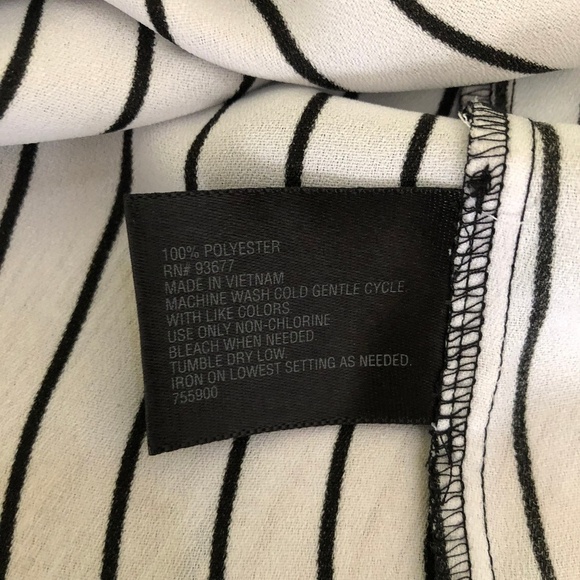 100% POLYESTER
RN# 93677
MADE IN VIETNAM
MACHINE WASH COLD GENTLE CYCLE
WITH LIKE COLORS
USE ONLY NON-CHLORINE
BLEACH WHEN NEEDED
TUMBLE DRY LOW
IRON ON LOWEST SETTING AS NEEDED.
755900